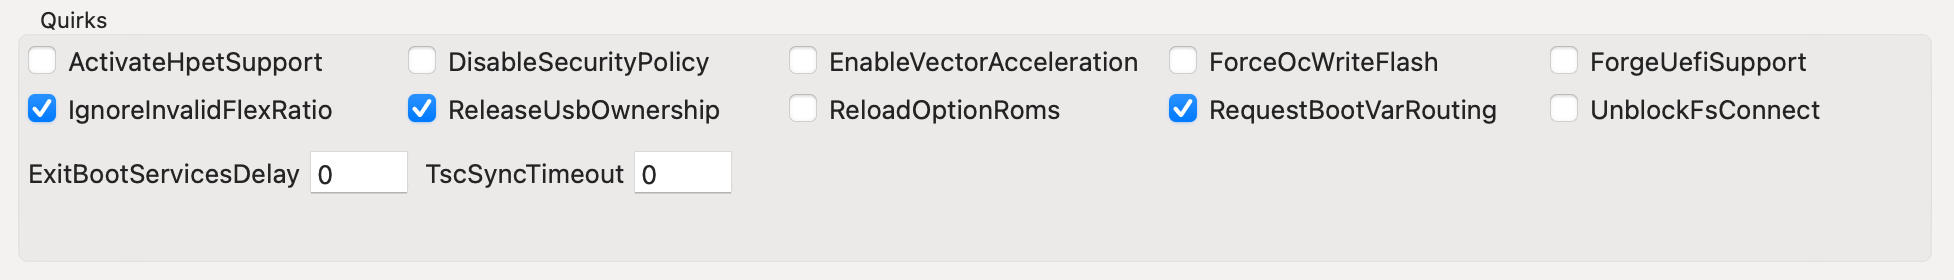 Quirks
ActivateHpetSupport DisableSecurityPolicy EnableVectorAcceleration ForceOcWriteFlash ForgeUefiSupport
IgnoreInvalidFlexRatio ReleaseUsbOwnership ReloadOptionRoms RequestBootVarRouting UnblockFsConnect
ExitBootServicesDelay 0 TscSyncTimeout 0